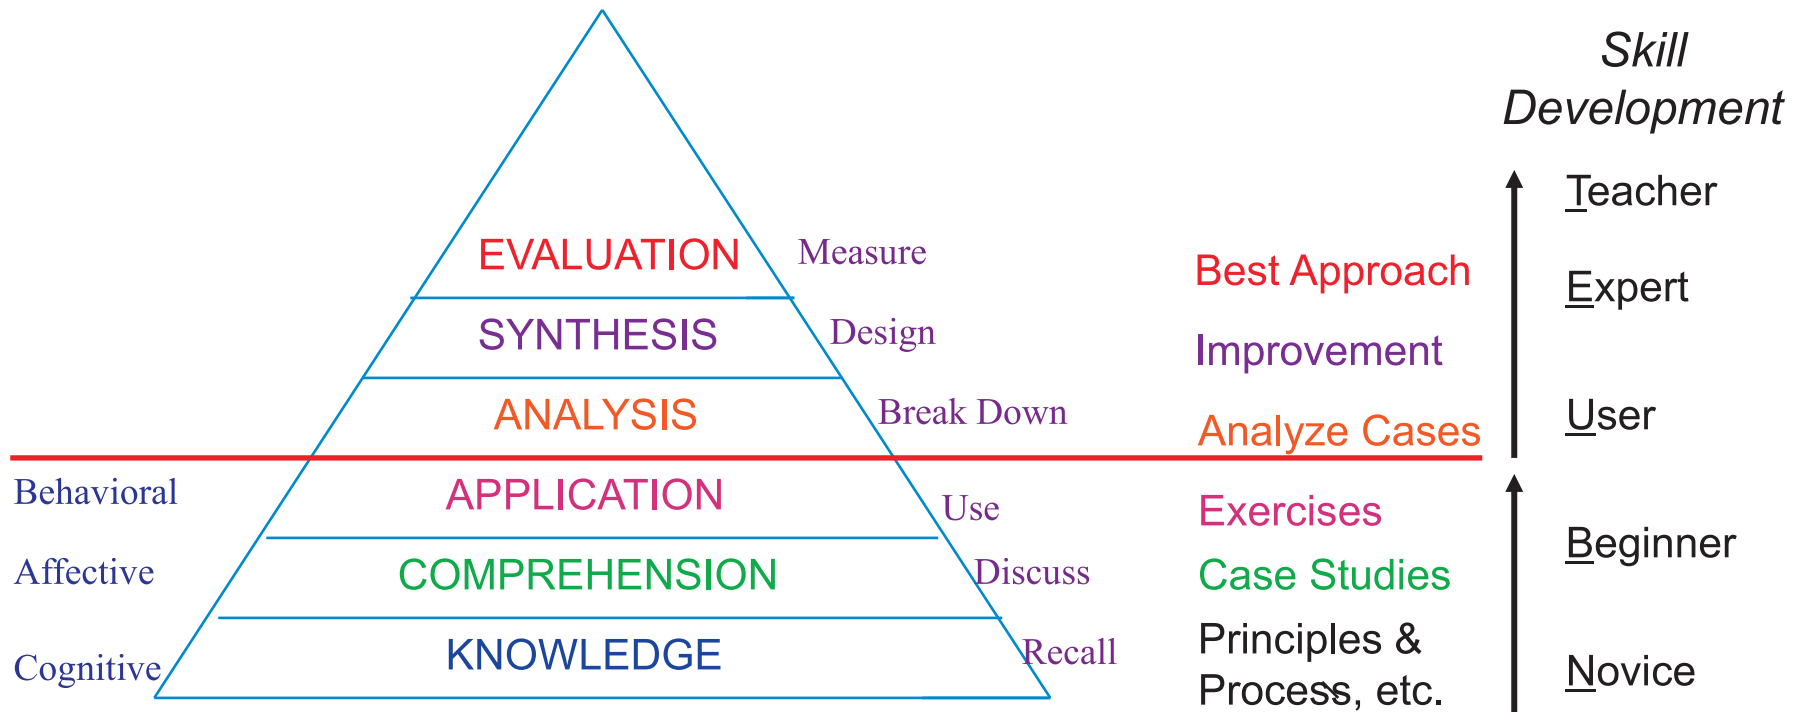 Skill
Development
Teacher
EVALUATION Measure Best Approach Expert
SYNTHESIS Design Improvement
ANALYSIS Break Down Analyze Cases User
Behavioral APPLICATION Use Exercises Beginner
Affective COMPREHENSION Discuss Case Studies
Cognitive KNOWLEDGE Recall Principles & Novice
Process, etc.